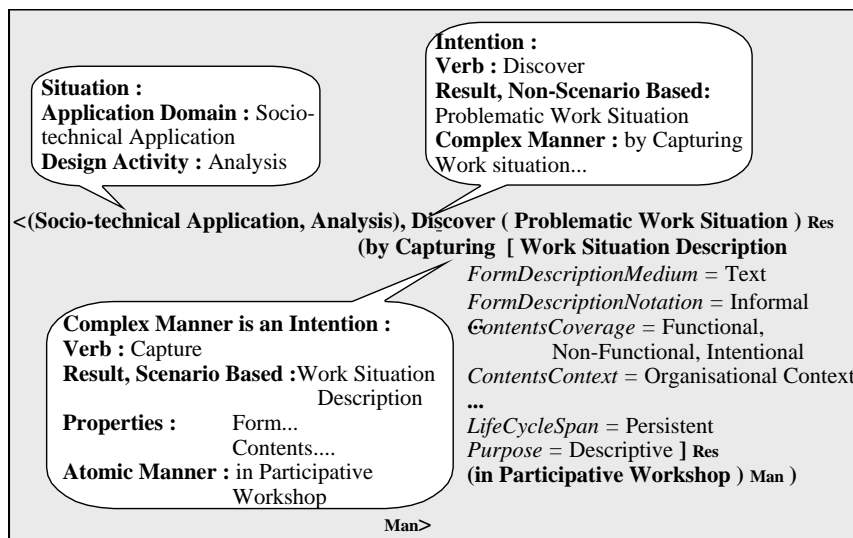 Situation :
Application Domain : Socio-
technical Application
Design Activity : Analysis
Intention :
Verb : Discover
Result, Non-Scenario Based:
Problematic Work Situation
Complex Manner : by Capturing
Work situation...
<(Socio-technical Application, Analysis), Discover ( Problematic Work Situation ) Res
(by Capturing [ Work Situation Description
FormDescriptionMedium = Text
FormDescriptionNotation = Informal
ContentsCoverage = Functional,
Non-Functional, Intentional
ContentsContext = Organisational Context
...
LifeCycleSpan = Persistent
Purpose = Descriptive ] Res
(in Participative Workshop ) Man )
Complex Manner is an Intention :
Verb : Capture
Result, Scenario Based :Work Situation
Description
Properties : Form...
Contents....
Atomic Manner : in Participative
Workshop
Man>